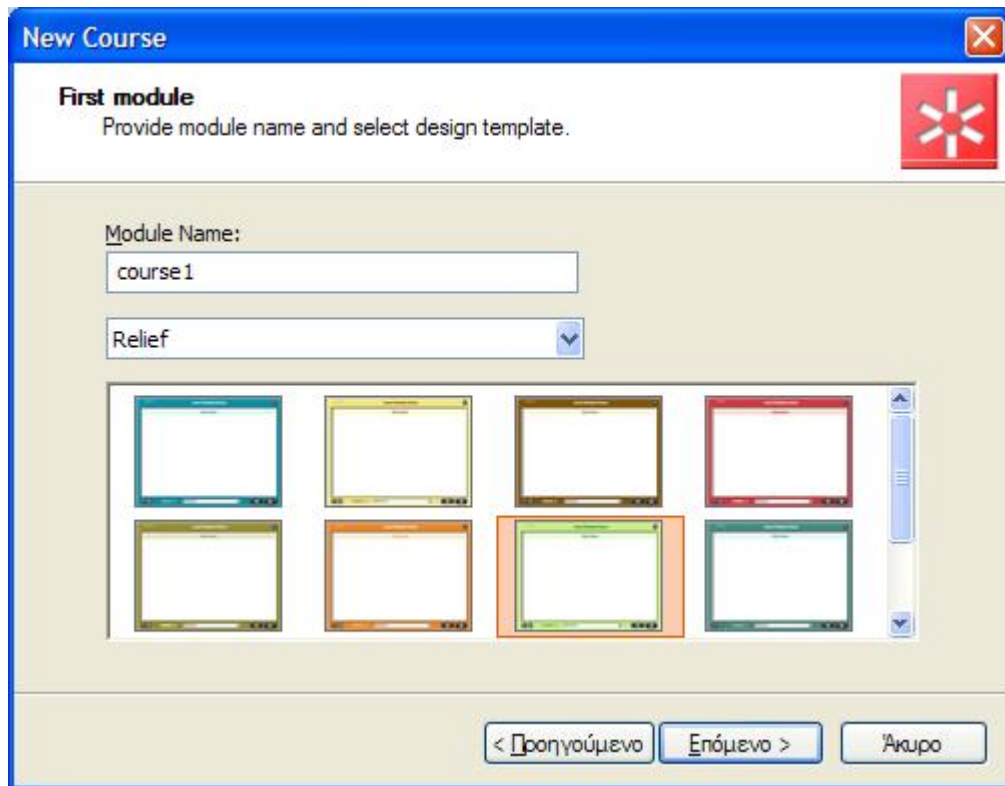 New Course
First module
Provide module name and select design template.
Module Name:
course1
Relief
< Προηγούμενο Επόμενο > Άκυρο